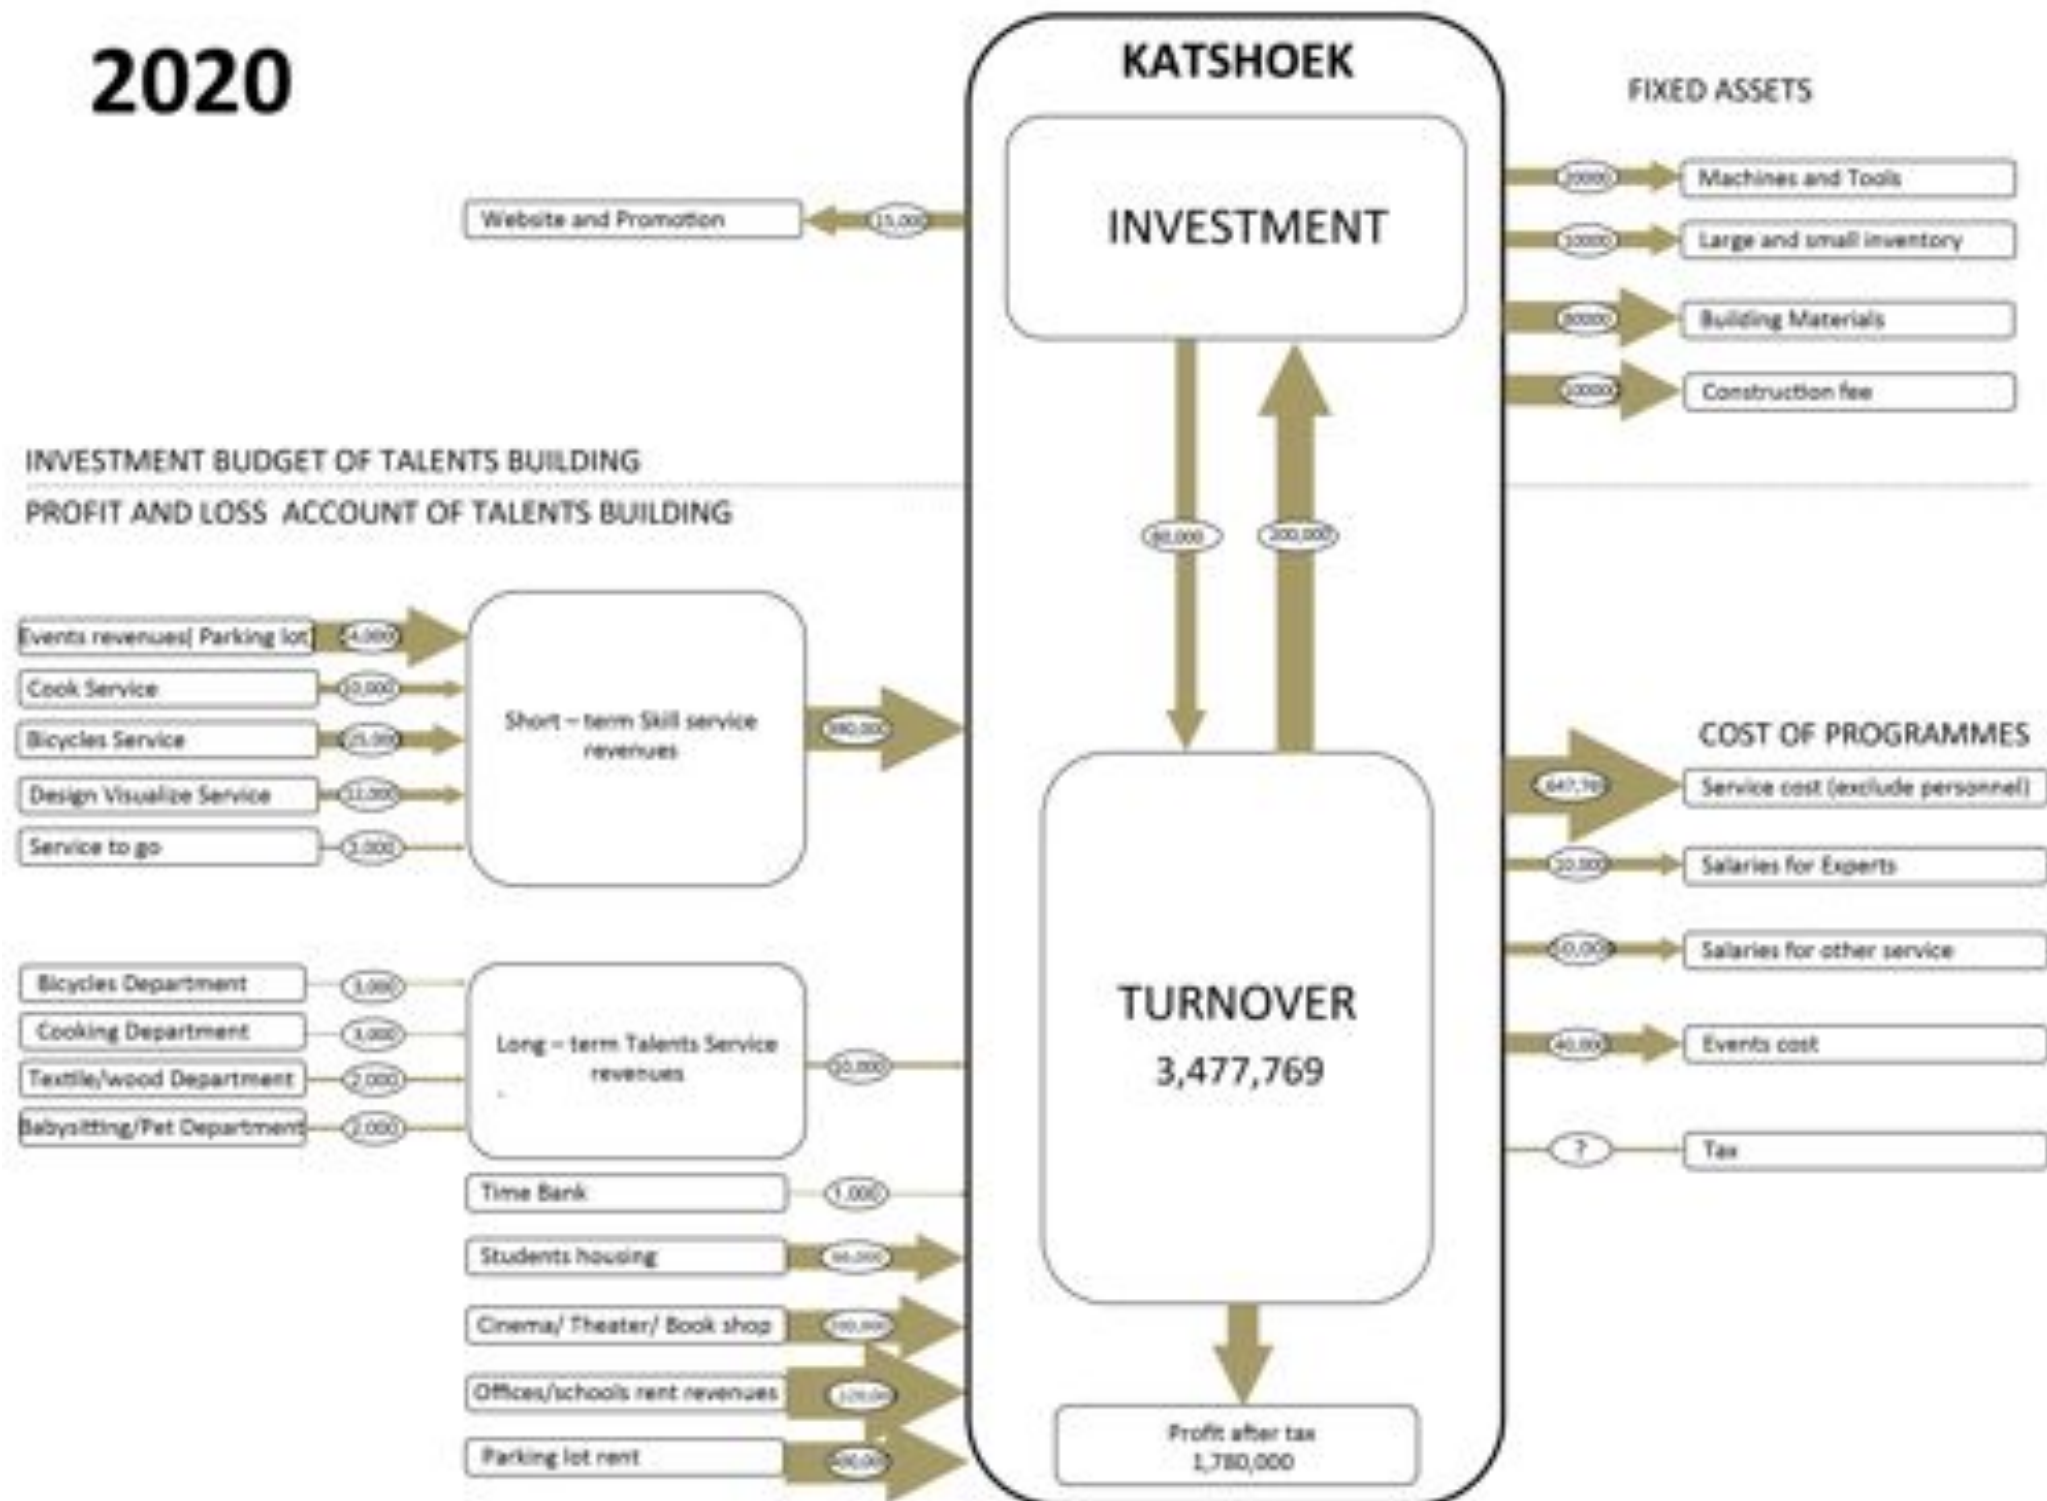 2020
KATSHOEK
FIXED ASSETS
INVESTMENT
Website and Promotion
15,000
Machines and Tools
Large and small inventory
Building Materials
Construction fee
INVESTMENT BUDGET OF TALENTS BUILDING
PROFIT AND LOSS ACCOUNT OF TALENTS BUILDING
200,000
Events revenues( Parking lot)
Cook Service
Bicycles Service
Design Visualize Service
Service to go
Short – term Skill service
revenues
COST OF PROGRAMMES
Service cost (exclude personnel)
Salaries for Experts
Salaries for other service
Events cost
? Tax
Bicycles Department 3,000
Cooking Department 3,000
Textile/wood Department 2,000
Babysitting/Pet Department 2,000
Long – term Talents Service
revenues
10,000
TURNOVER
3,477,769
Time Bank 1,000
Students housing
Cinema/ Theater/ Book shop
Offices/schools rent revenues
Parking lot rent
Profit after tax
1,780,000